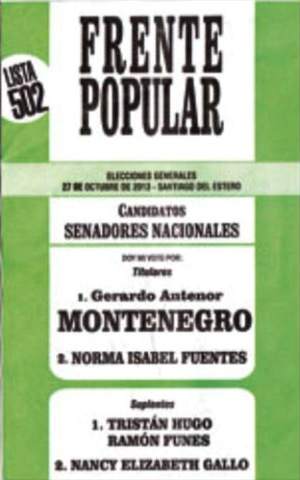 LISTA
502
FRENTE
POPULAR
ELECCIONES GENERALES
27 DE OCTUBRE DE 2013 - SANTIAGO DEL ESTERO
CANDIDATOS
SENADORES NACIONALES
DOY MI VOTO POR:
Titulares
1. Gerardo Antenor
MONTENEGRO
2. NORMA ISABEL FUENTES
Suplentes
1. TRISTÁN HUGO
RAMÓN FUNES
2. NANCY ELIZABETH GALLO